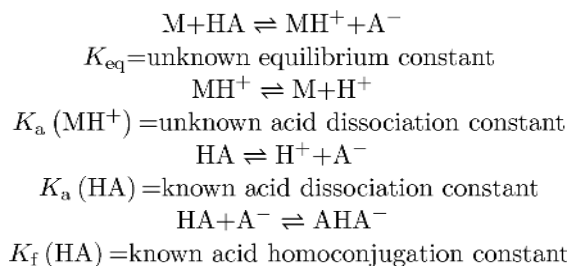 M+HA ⇌ MH⁺+A⁻
K_eq=unknown equilibrium constant
MH⁺ ⇌ M+H⁺
K_a (MH⁺) =unknown acid dissociation constant
HA ⇌ H⁺+A⁻
K_a (HA) =known acid dissociation constant
HA+A⁻ ⇌ AHA⁻
K_f (HA) =known acid homoconjugation constant